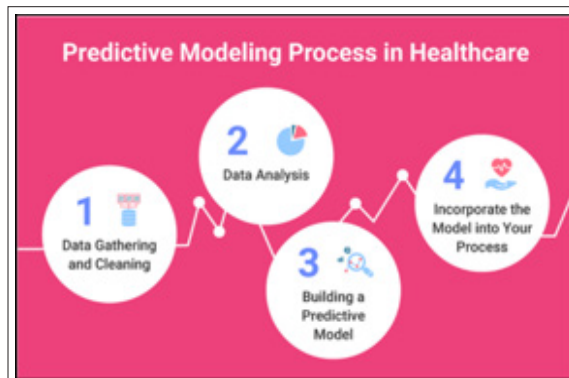 Predictive Modeling Process in Healthcare
1
Data Gathering
and Cleaning
2
Data Analysis
3
Building a
Predictive
Model
4
Incorporate the
Model into Your
Process